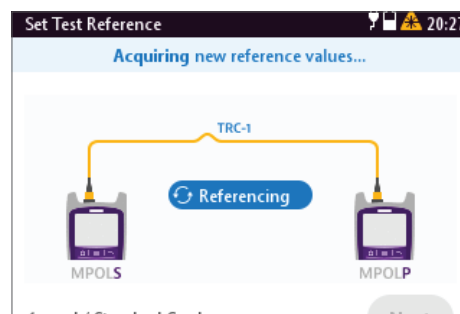 Set Test Reference 20:27
Acquiring new reference values...
TRC-1
Referencing
MPOLS MPOLP